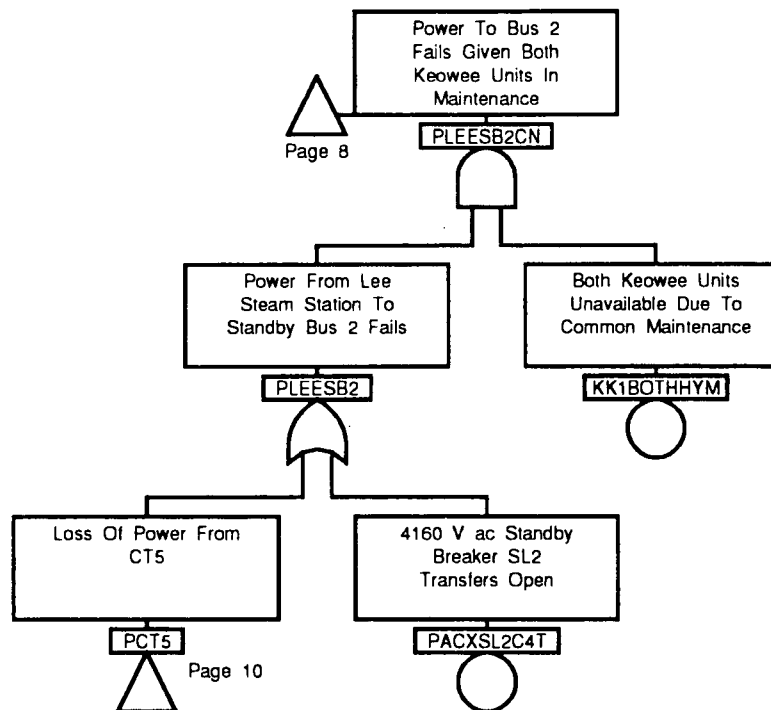 Power To Bus 2
Fails Given Both
Keowee Units In
Maintenance
Page 8
PLEESB2CN
Power From Lee
Steam Station To
Standby Bus 2 Fails
Both Keowee Units
Unavailable Due To
Common Maintenance
PLEESB2
KK1BOTHHYM
Loss Of Power From
CT5
4160 V ac Standby
Breaker SL2
Transfers Open
PCT5
PACXSL2C4T
Page 10